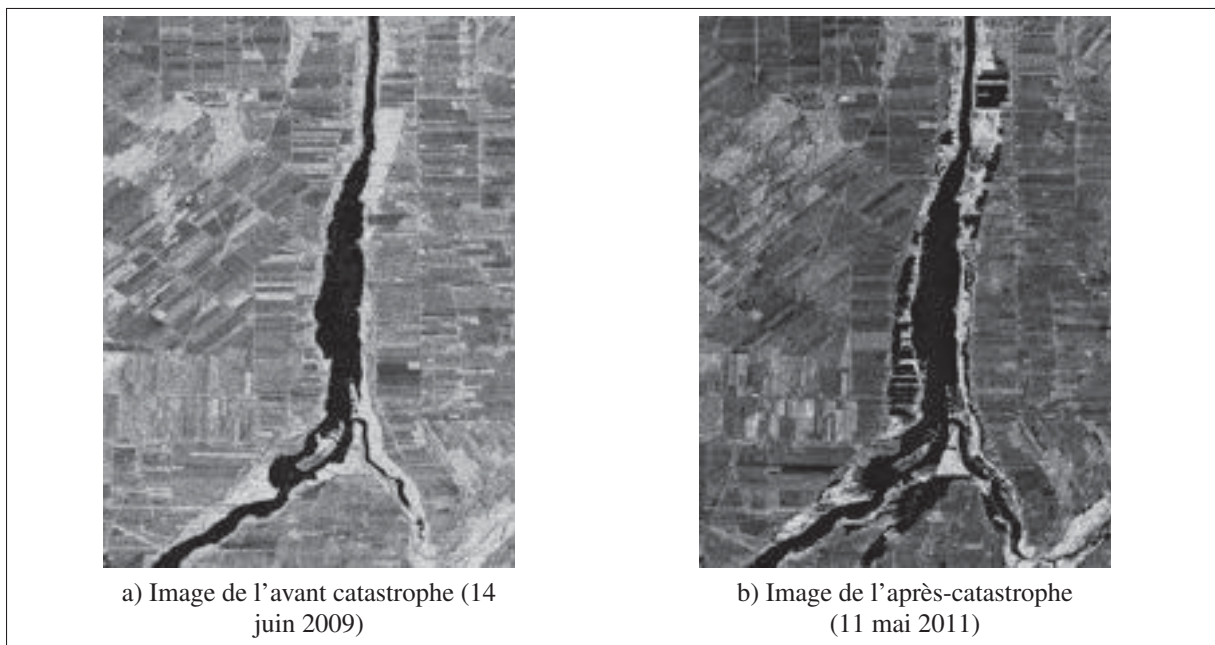 a) Image de l'avant catastrophe (14
juin 2009)
b) Image de l'après-catastrophe
(11 mai 2011)